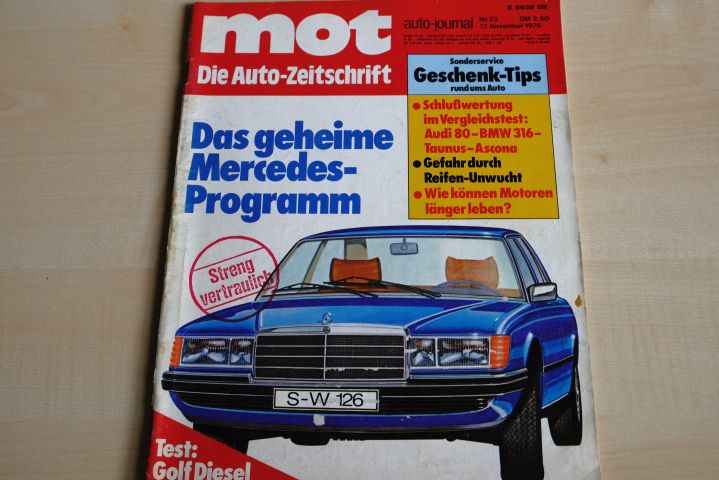 E 5939 DX
mot
auto-journal
Nr 23 DM 2.50
17. November 1976
Die Auto-Zeitschrift
Sonderservice
Geschenk-Tips
rund ums Auto
• Schlußwertung
im Vergleichstest:
Audi 80-BMW 316-
Taunus-Ascona
• Gefahr durch
Reifen-Unwucht
• Wie können Motoren
länger leben?
Das geheime
Mercedes-
Programm
Streng
vertraulich
S-W 126
Test:
Golf Diesel